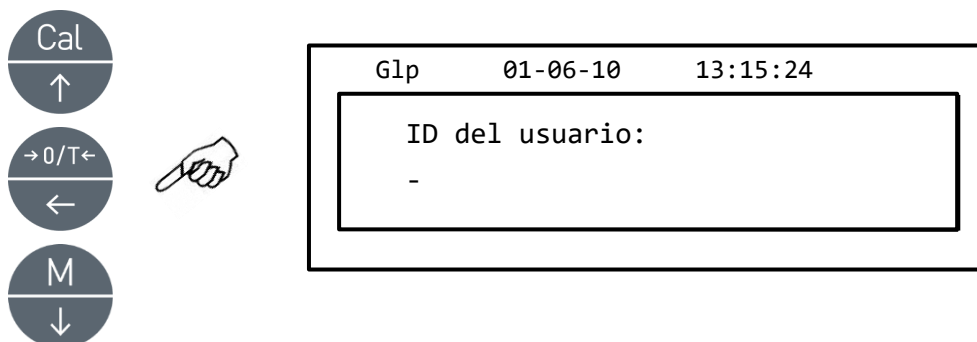 Cal
↑
→0/T←
←
M
↓
Glp 01-06-10 13:15:24
ID del usuario:
-